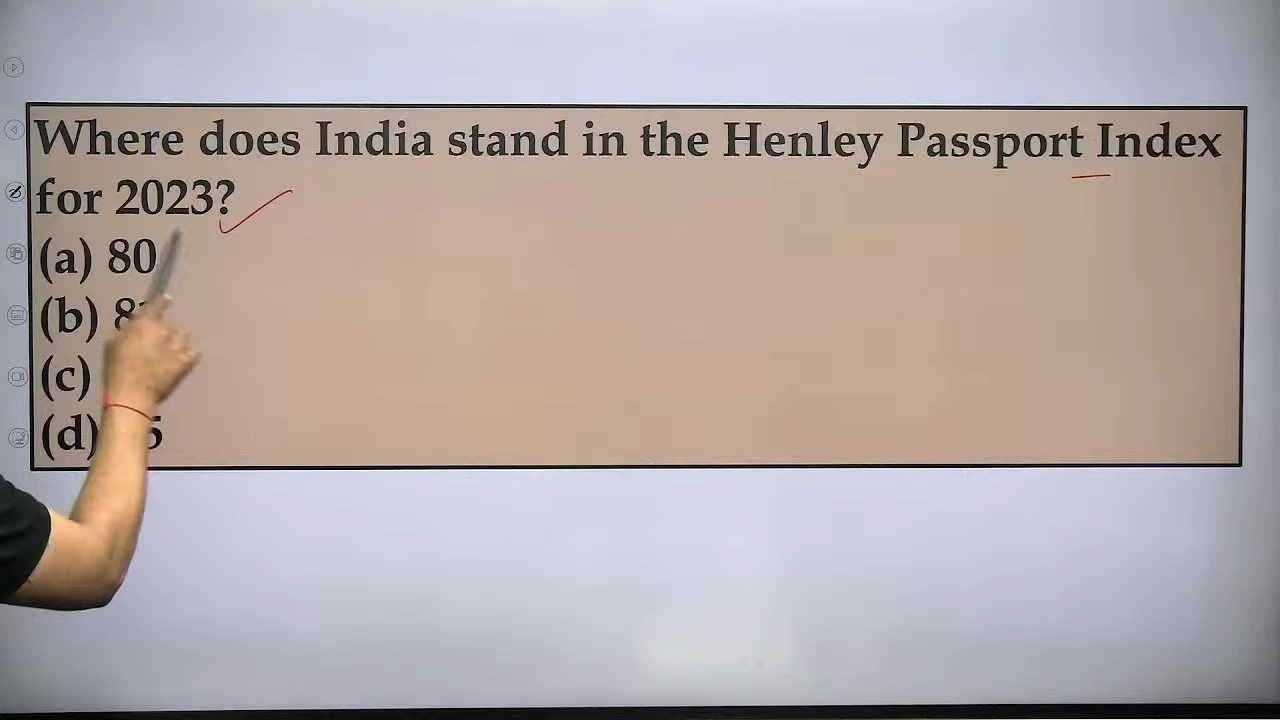 Where does India stand in the Henley Passport Index
for 2023?
(a) 80
(b)
(c)
(d)